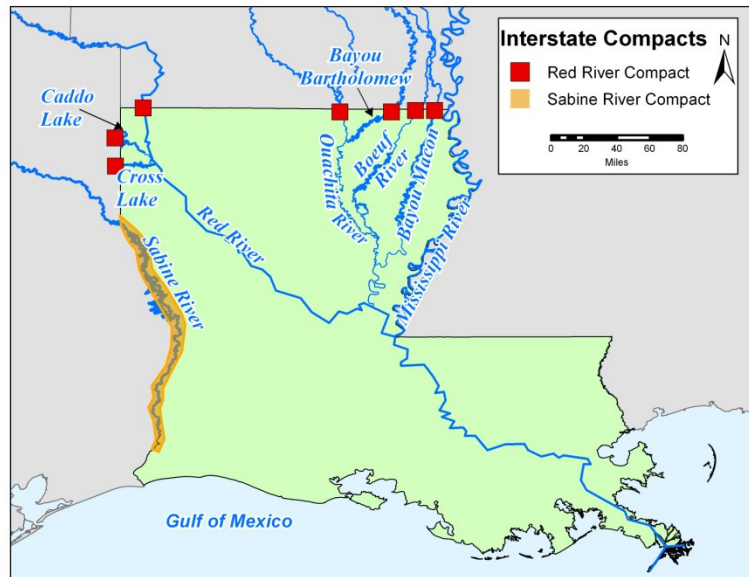 Interstate Compacts
N
Red River Compact
Sabine River Compact
0 10 20 40 60 80
Miles
Bayou
Bartholomew
Caddo
Lake
Cross
Lake
Ouachita River
Boeuf
River
Bayou Macon
Mississippi River
Red River
Sabine River
Gulf of Mexico